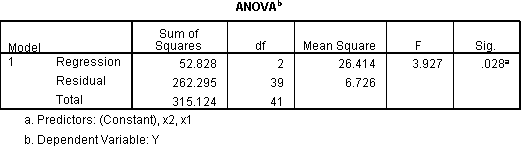 ANOVAb
Model Sum of Squares df Mean Square F Sig.
1 Regression 52.828 2 26.414 3.927 .028a
Residual 262.295 39 6.726
Total 315.124 41
a. Predictors: (Constant), x2, x1
b. Dependent Variable: Y